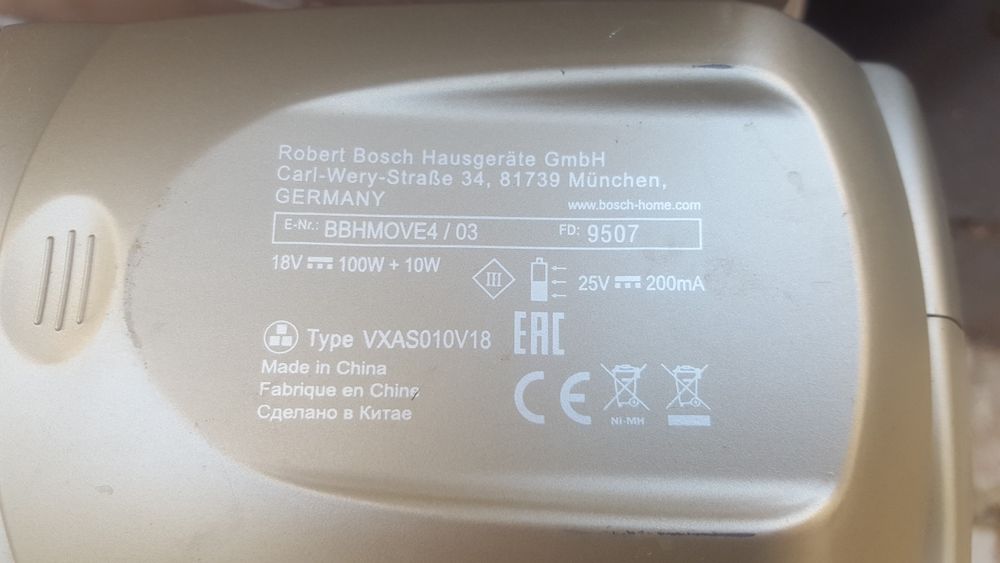 Robert Bosch Hausgeräte GmbH
Carl-Wery-Straße 34, 81739 München,
GERMANY
www.bosch-home.com
E-Nr.: BBHMOVE4 / 03 FD: 9507
18V ⎓ 100W + 10W
III
25V ⎓ 200mA
Type VXAS010V18
EAC
Made in China
Fabrique en Chine
Сделано в Китае
CE
Ni-MH